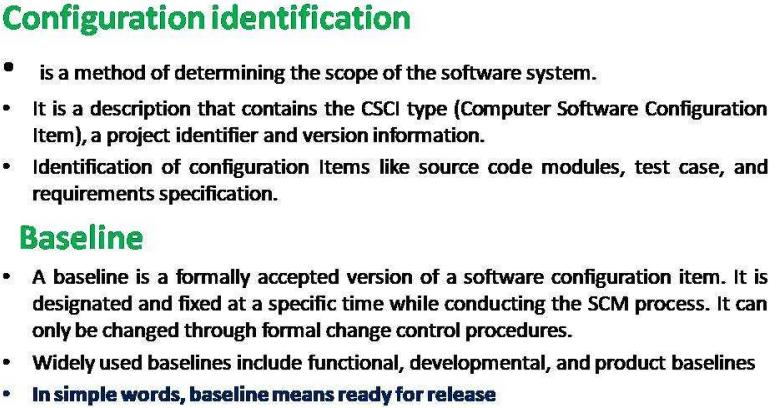 Configuration identification
• is a method of determining the scope of the software system.
• It is a description that contains the CSCI type (Computer Software Configuration
Item), a project identifier and version information.
• Identification of configuration Items like source code modules, test case, and
requirements specification.
Baseline
• A baseline is a formally accepted version of a software configuration item. It is
designated and fixed at a specific time while conducting the SCM process. It can
only be changed through formal change control procedures.
• Widely used baselines include functional, developmental, and product baselines
• In simple words, baseline means ready for release